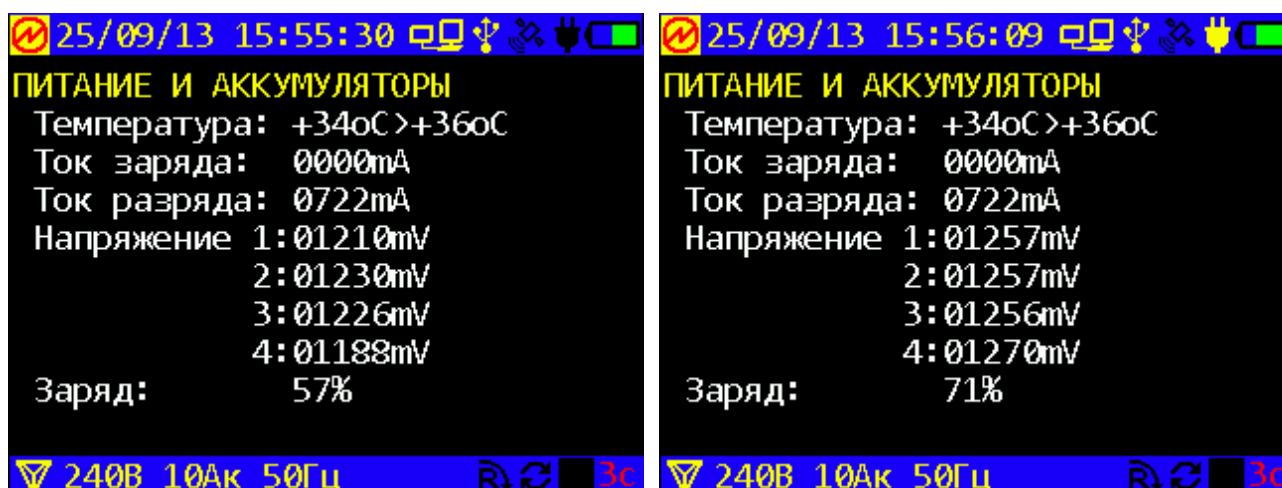 25/09/13 15:55:30
ПИТАНИЕ И АККУМУЛЯТОРЫ
Температура: +34oC>+36oC
Ток заряда: 0000mA
Ток разряда: 0722mA
Напряжение 1:01210mV
2:01230mV
3:01226mV
4:01188mV
Заряд: 57%
240В 10Ак 50Гц 3с
25/09/13 15:56:09
ПИТАНИЕ И АККУМУЛЯТОРЫ
Температура: +34oC>+36oC
Ток заряда: 0000mA
Ток разряда: 0722mA
Напряжение 1:01257mV
2:01257mV
3:01256mV
4:01270mV
Заряд: 71%
240В 10Ак 50Гц 3с